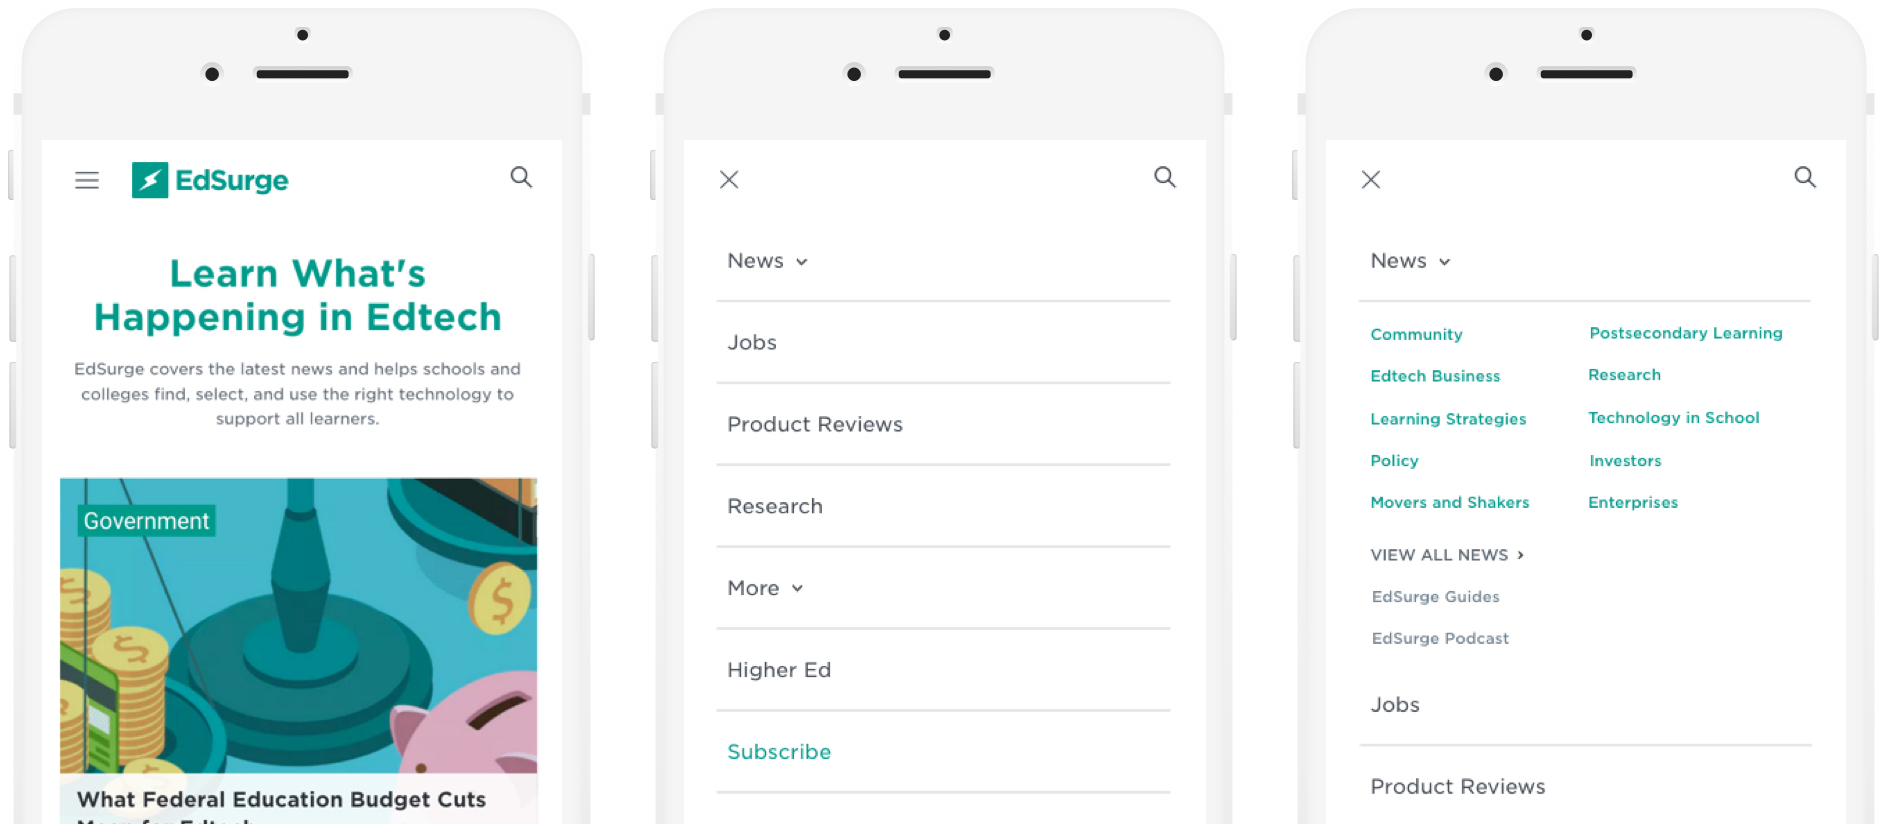 EdSurge
Learn What's
Happening in Edtech
EdSurge covers the latest news and helps schools and
colleges find, select, and use the right technology to
support all learners.
Government
What Federal Education Budget Cuts
News
Jobs
Product Reviews
Research
More
Higher Ed
Subscribe
News
Community
Postsecondary Learning
Edtech Business
Research
Learning Strategies
Technology in School
Policy
Investors
Movers and Shakers
Enterprises
VIEW ALL NEWS
EdSurge Guides
EdSurge Podcast
Jobs
Product Reviews